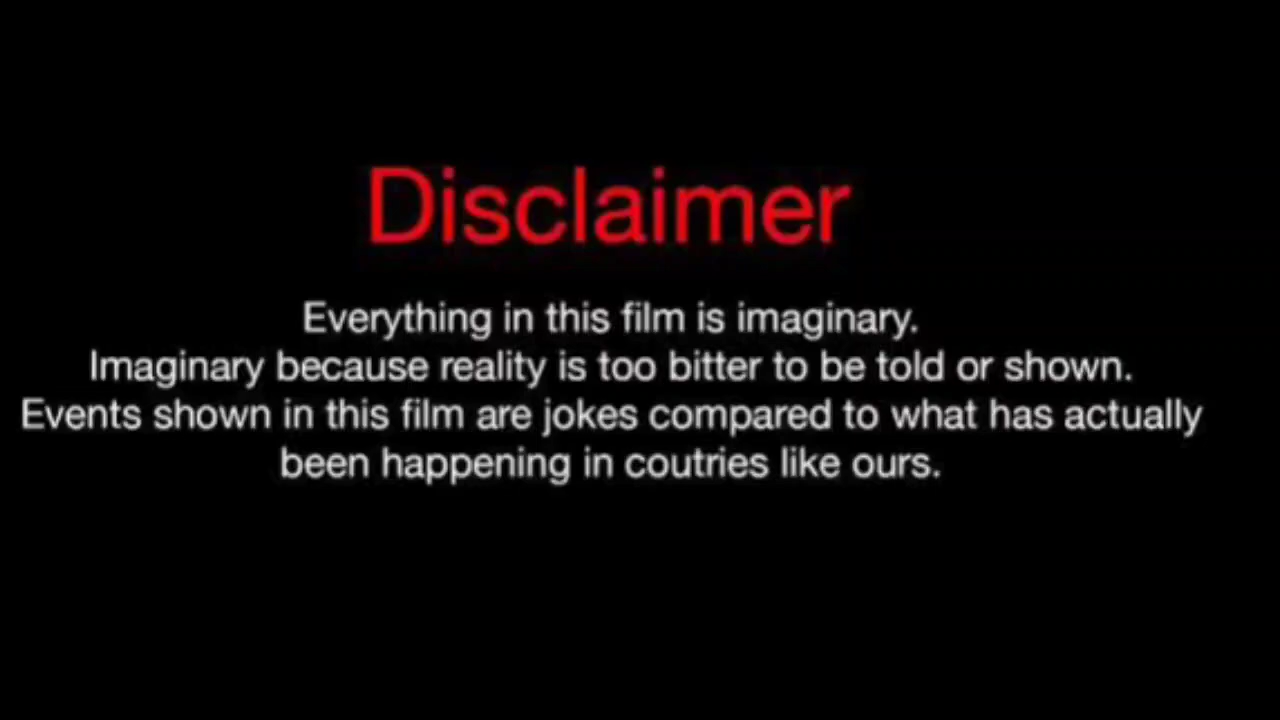 Disclaimer
Everything in this film is imaginary.
Imaginary because reality is too bitter to be told or shown.
Events shown in this film are jokes compared to what has actually
been happening in coutries like ours.